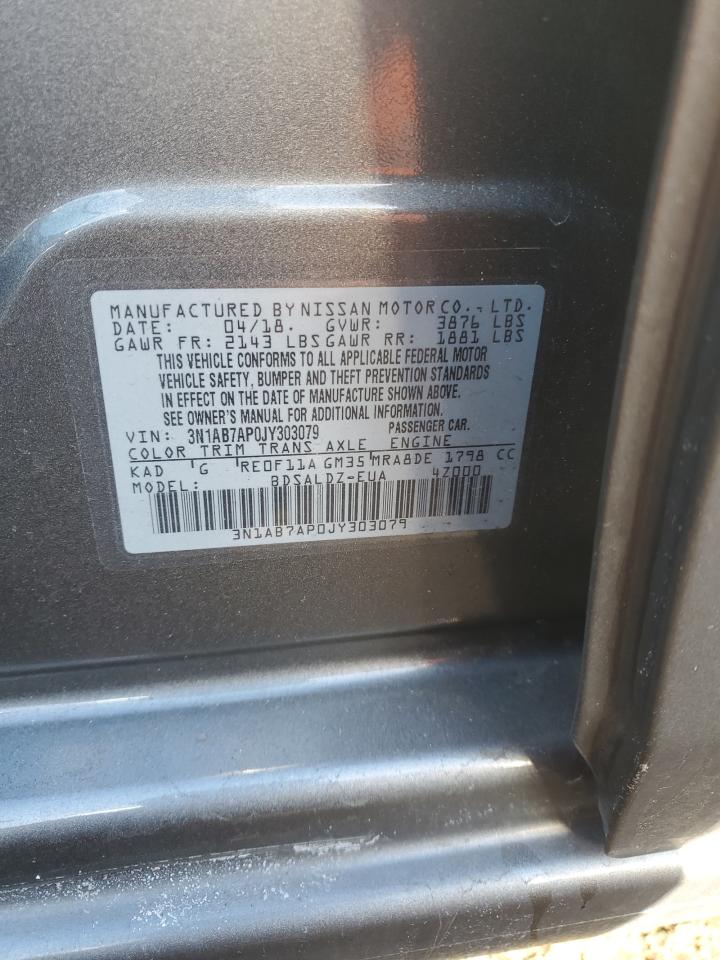 MANUFACTURED BY NISSAN MOTOR CO., LTD.
DATE: 04/18. GVWR: 3876 LBS
GAWR FR: 2143 LBS GAWR RR: 1881 LBS
THIS VEHICLE CONFORMS TO ALL APPLICABLE FEDERAL MOTOR
VEHICLE SAFETY, BUMPER AND THEFT PREVENTION STANDARDS
IN EFFECT ON THE DATE OF MANUFACTURE SHOWN ABOVE.
SEE OWNER'S MANUAL FOR ADDITIONAL INFORMATION.
VIN: 3N1AB7AP0JY303079 PASSENGER CAR.
COLOR TRIM TRANS AXLE ENGINE
KAD G RE0F11A GM35 MRA8DE 1798 CC
MODEL: BDSALDZ-EUA 4Z000
3N1AB7AP0JY303079